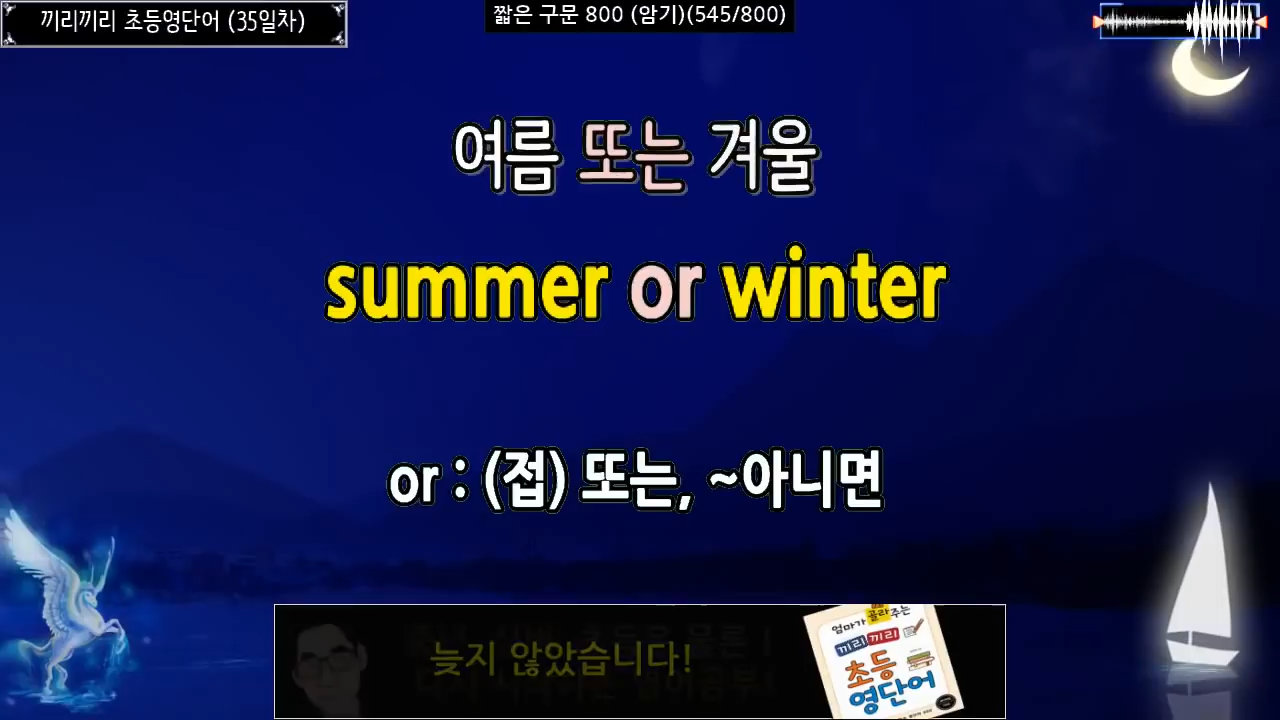 끼리끼리 초등영단어 (35일차)
짧은 구문 800 (암기)(545/800)
여름 또는 겨울
summer or winter
or : (접) 또는, ~아니면
늦지 않았습니다!
엄마가 골라주는
끼리끼리
초등
영단어